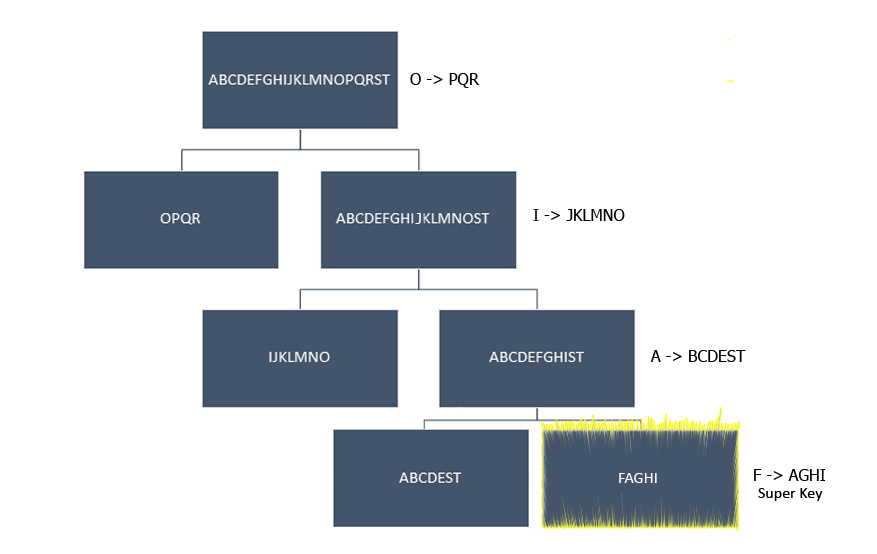 ABCDEFGHIJKLMNOPQRST
O -> PQR
OPQR
ABCDEFGHIJKLMNOST
I -> JKLMNO
IJKLMNO
ABCDEFGHIST
A -> BCDEST
ABCDEST
FAGHI
F -> AGHI
Super Key